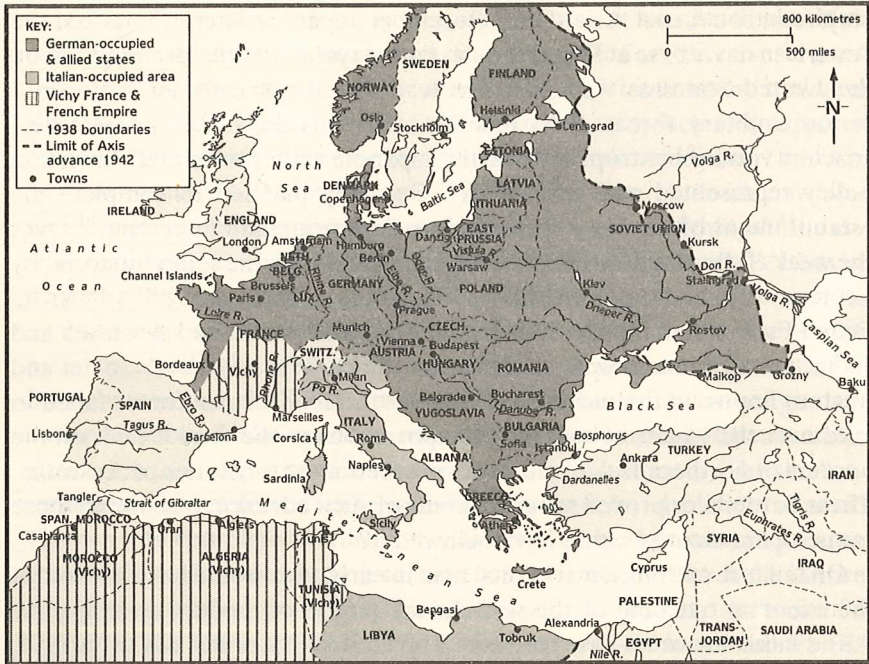 KEY:
German-occupied
& allied states
Italian-occupied area
Vichy France &
French Empire
1938 boundaries
Limit of Axis
advance 1942
Towns
0 800 kilometres
0 500 miles
N
SWEDEN
FINLAND
NORWAY
Helsinki
Oslo
Stockholm
Leningrad
ESTONIA
North
Sea
Volga R.
LATVIA
DENMARK
Copenhagen
Baltic Sea
LITHUANIA
Moscow
IRELAND
ENGLAND
SOVIET UNION
Danzig
EAST
PRUSSIA
Kursk
London
Amsterdam
Hamburg
Berlin
Vistula R.
Warsaw
Atlantic
Ocean
NETH.
Don R.
Stalingrad
Channel Islands
BELG.
Brussels
Rhine R.
Elbe R.
Oder R.
GERMANY
POLAND
Kiev
Volga R.
Paris
LUX.
Prague
Dnieper R.
Loire R.
Rostov
Munich
CZECH.
Vienna
Budapest
FRANCE
AUSTRIA
Caspian Sea
SWITZ.
HUNGARY
Bordeaux
Vichy
ROMANIA
Rhone R.
Milan
Maikop
Grozny
Po R.
Baku
PORTUGAL
SPAIN
Ebro R.
Marseilles
Belgrade
Bucharest
YUGOSLAVIA
Danube R.
Black Sea
Tagus R.
ITALY
BULGARIA
Lisbon
Barcelona
Corsica
Rome
Sofia
Bosphorus
ALBANIA
Istanbul
Ankara
TURKEY
Naples
Sardinia
Dardanelles
IRAN
Tangier
Strait of Gibraltar
GREECE
Tigris R.
SPAN. MOROCCO
Oran
Algiers
Sicily
Athens
Euphrates R.
Casablanca
Tunis
SYRIA
Mediterranean
Sea
MOROCCO
(Vichy)
ALGERIA
(Vichy)
Cyprus
IRAQ
Crete
TUNISIA
(Vichy)
PALESTINE
Bengasi
Alexandria
LIBYA
Tobruk
TRANS-
JORDAN
SAUDI ARABIA
EGYPT
Nile R.